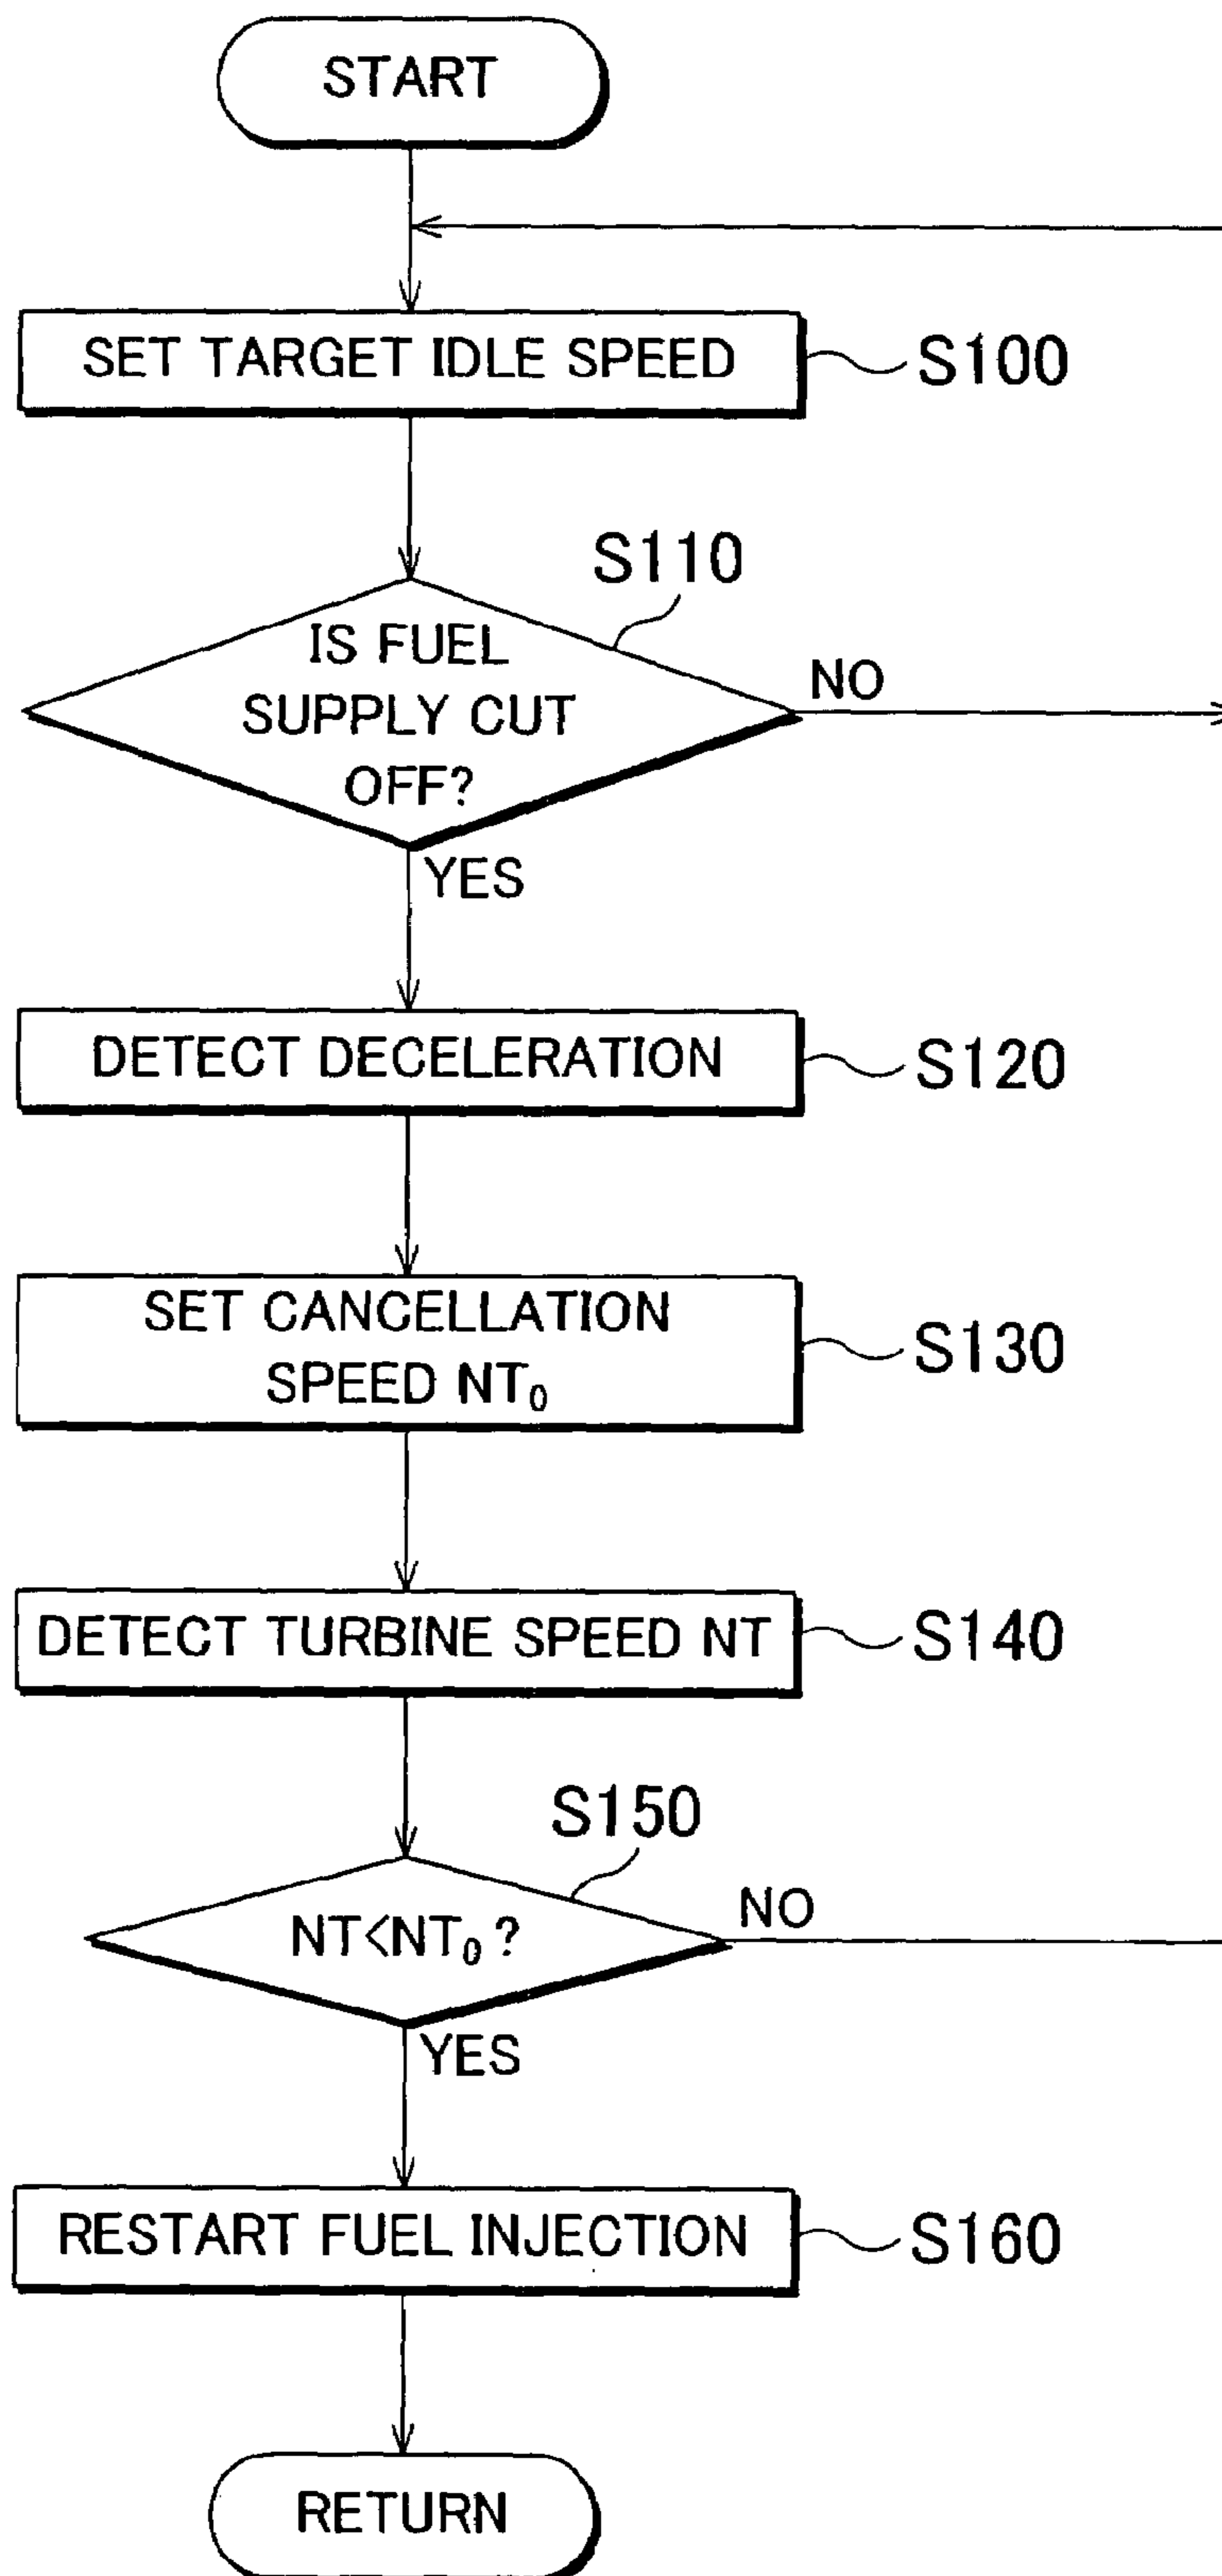 START
SET TARGET IDLE SPEED
S100
S110
IS FUEL
SUPPLY CUT
OFF?
NO
YES
DETECT DECELERATION
S120
SET CANCELLATION
SPEED NT₀
S130
DETECT TURBINE SPEED NT
S140
S150
NT<NT₀ ?
NO
YES
RESTART FUEL INJECTION
S160
RETURN